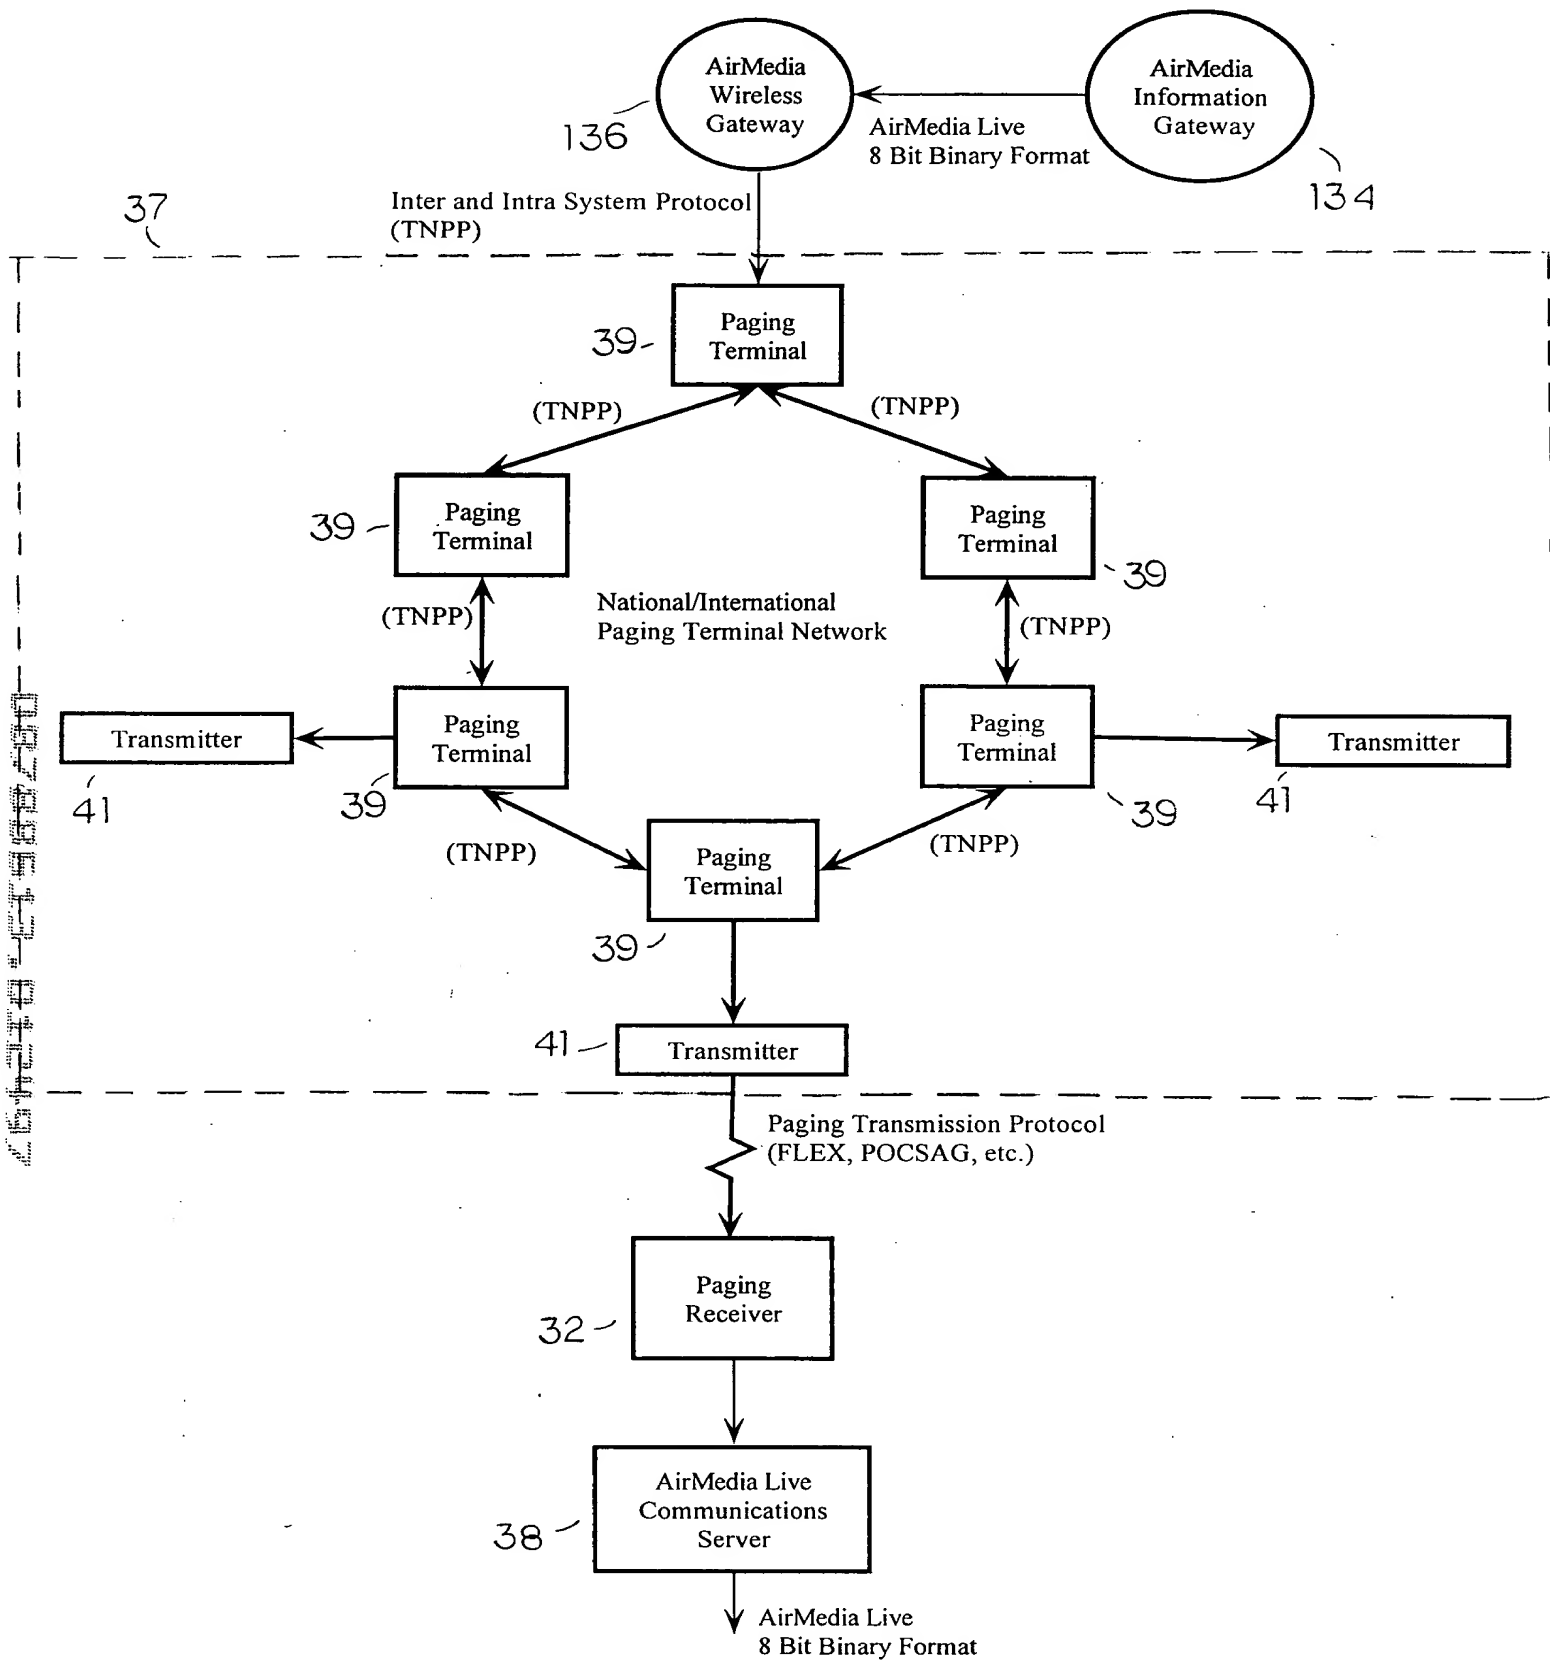 AirMedia
Wireless
Gateway
136
AirMedia
Information
Gateway
134
AirMedia Live
8 Bit Binary Format
Inter and Intra System Protocol
(TNPP)
37
Paging
Terminal
39
(TNPP)
(TNPP)
Paging
Terminal
39
Paging
Terminal
39
(TNPP)
National/International
Paging Terminal Network
(TNPP)
Transmitter
41
Paging
Terminal
39
Paging
Terminal
39
Transmitter
41
(TNPP)
(TNPP)
Paging
Terminal
39
41
Transmitter
Paging Transmission Protocol
(FLEX, POCSAG, etc.)
Paging
Receiver
32
AirMedia Live
Communications
Server
38
AirMedia Live
8 Bit Binary Format